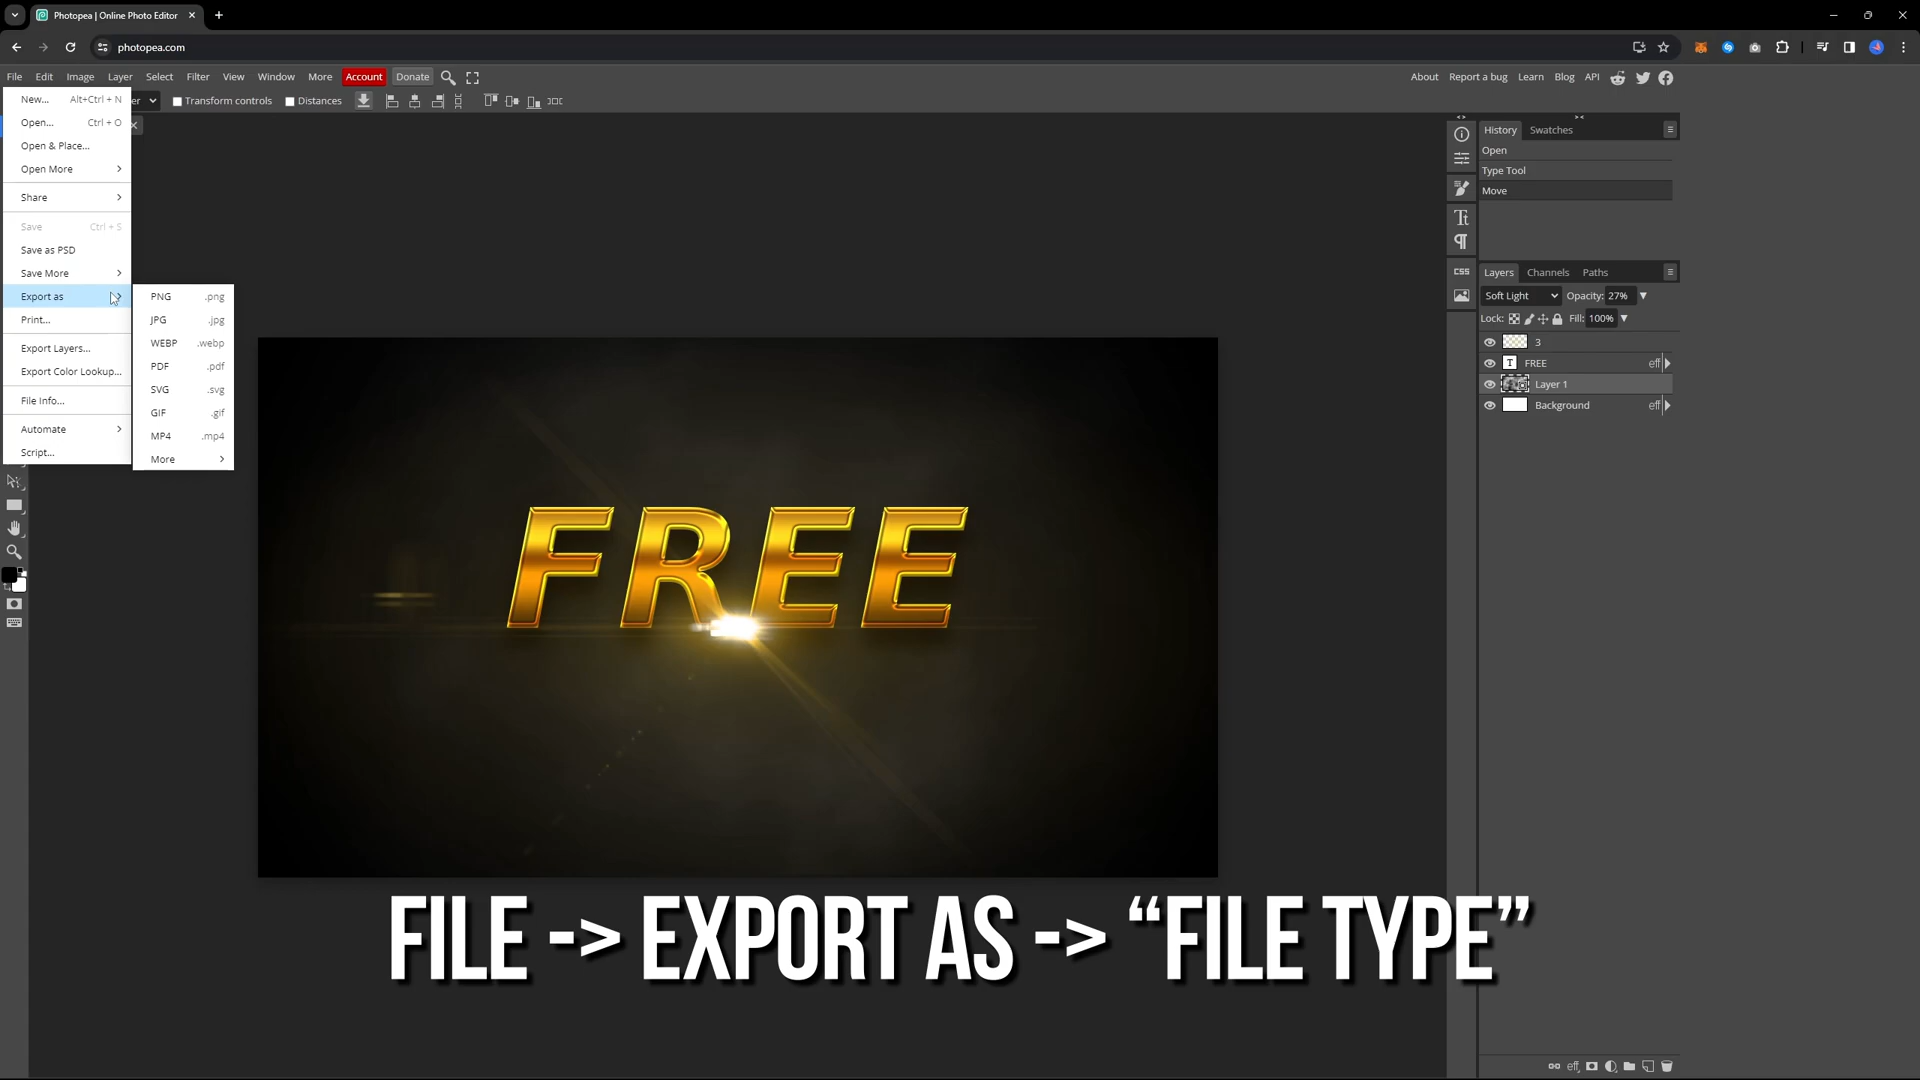 Photopea | Online Photo Editor
photopea.com
File Edit Image Layer Select Filter View Window More Account Donate
About Report a bug Learn Blog API
er Transform controls Distances
New... Alt+Ctrl + N
Open... Ctrl + O
Open & Place...
Open More
Share
Save Ctrl + S
Save as PSD
Save More
Export as
Print...
Export Layers...
Export Color Lookup...
File Info...
Automate
Script...
PNG .png
JPG .jpg
WEBP .webp
PDF .pdf
SVG .svg
GIF .gif
MP4 .mp4
More
FREE
History Swatches
Open
Type Tool
Move
CSS
Layers Channels Paths
Soft Light Opacity: 27%
Lock: Fill: 100%
3
T FREE eff
Layer 1
Background eff
eff
FILE -> EXPORT AS -> “FILE TYPE”